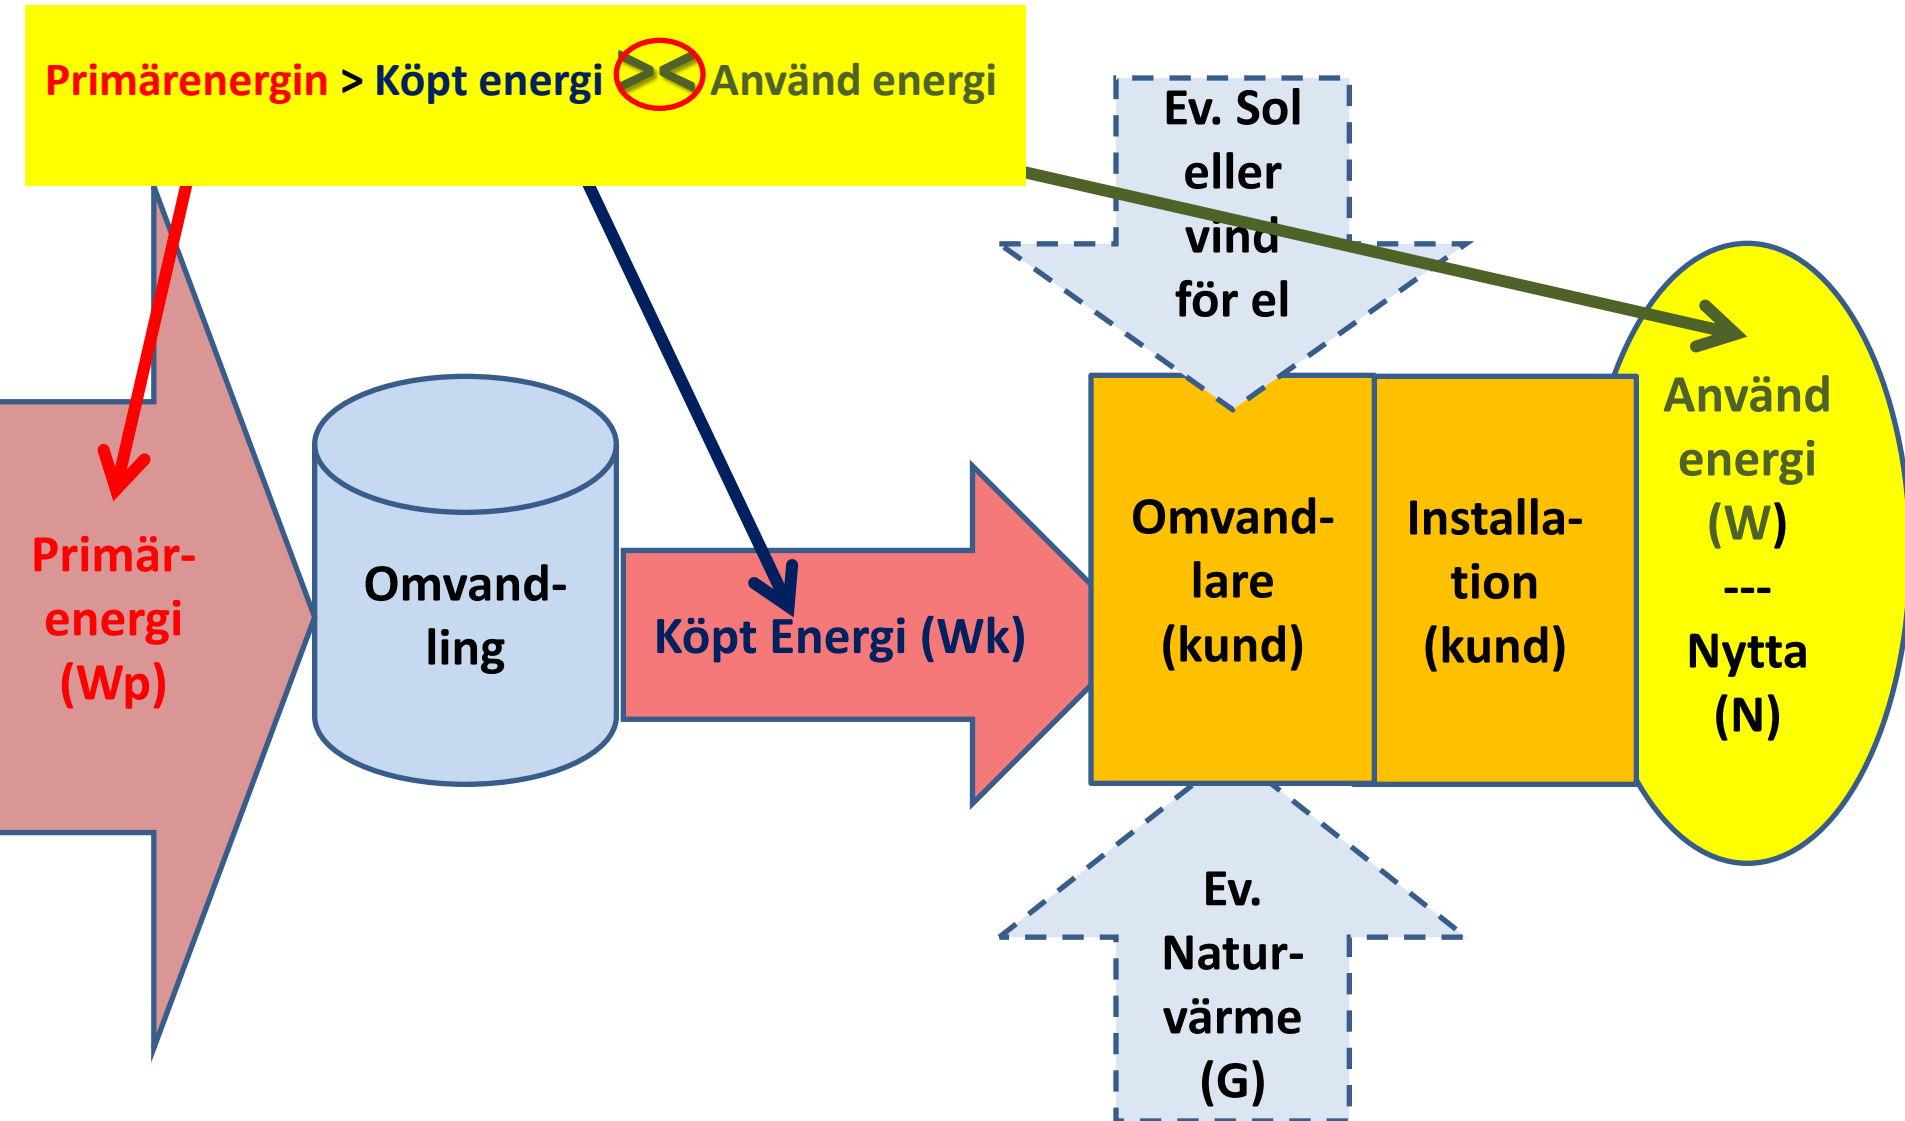 Primärenergin > Köpt energi >< Använd energi
Ev. Sol
eller
vind
för el
Primär-
energi
(Wp)
Omvand-
ling
Köpt Energi (Wk)
Omvand-
lare
(kund)
Installa-
tion
(kund)
Använd
energi
(W)
---
Nytta
(N)
Ev.
Natur-
värme
(G)